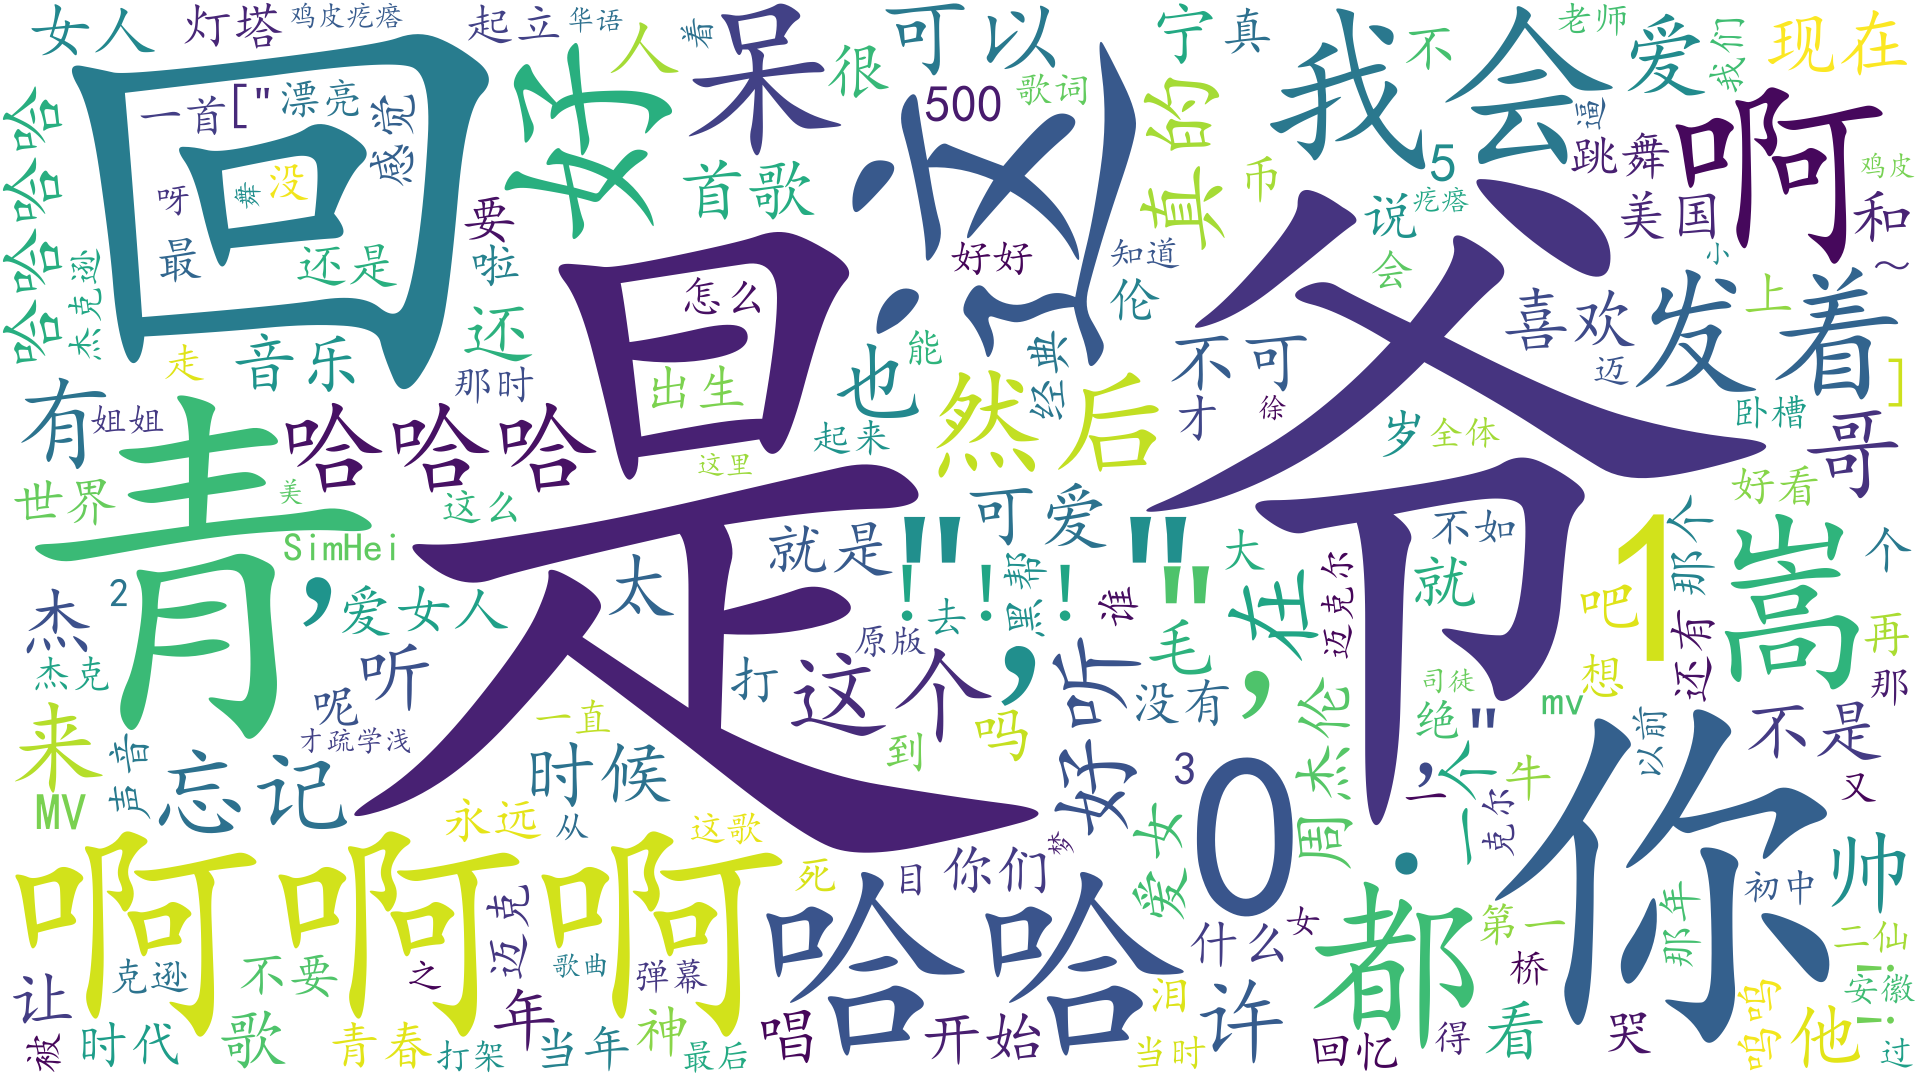 女人
灯塔
鸡皮疙瘩
起立
华语
着
呆
可以
宁
真
不
老师
我们
爱
现在
回
好
人
很
500
歌词
真的
我
会
逼
跳舞
啊
一首
["
漂亮
感觉
哈哈哈哈哈
呀
舞
没
首歌
币
5
说
疙瘩
美国
和
鸡皮
～
要
最
还是
啦
好好
知道
会
小
伦
杰克逊
是
怎么
爷
喜欢
发
着
上
走
音乐
还
那时
出生
也
能
经典
不可
才
徐
迈
]
有
姐姐
青
哈哈哈
起来
然后
岁
全体
卧槽
哥
世界
美
这么
这里
可爱
不如
好看
那个
个
SimHei
就是
"
"
"
1
嵩
杰
2
,
爱女人
太
!
!
!
去
黑帮
谁
大
在
迈克尔
就
吧
再
杰克
听
打
这个
原版
,
好听
毛
没有
,
司徒
绝
想
还有
那
mv
来
呢
才疏学浅
一直
吗
到
周杰伦
"
不是
MV
声音
忘记
时候
3
0
,
一个
牛
以前
又
你
永远
从
这歌
梦
爱女
.
克尔
啊啊啊
死
目
你们
哈哈
什么
女
都
第一
那年
初中
帅
二仙
桥
让
克逊
不要
之
迈克
歌曲
弹幕
泪
许
安徽
!
!
被
时代
歌
青春
打架
年
当年
神
最后
唱
开始
当时
回忆
得
看
哭
呜呜
他
过